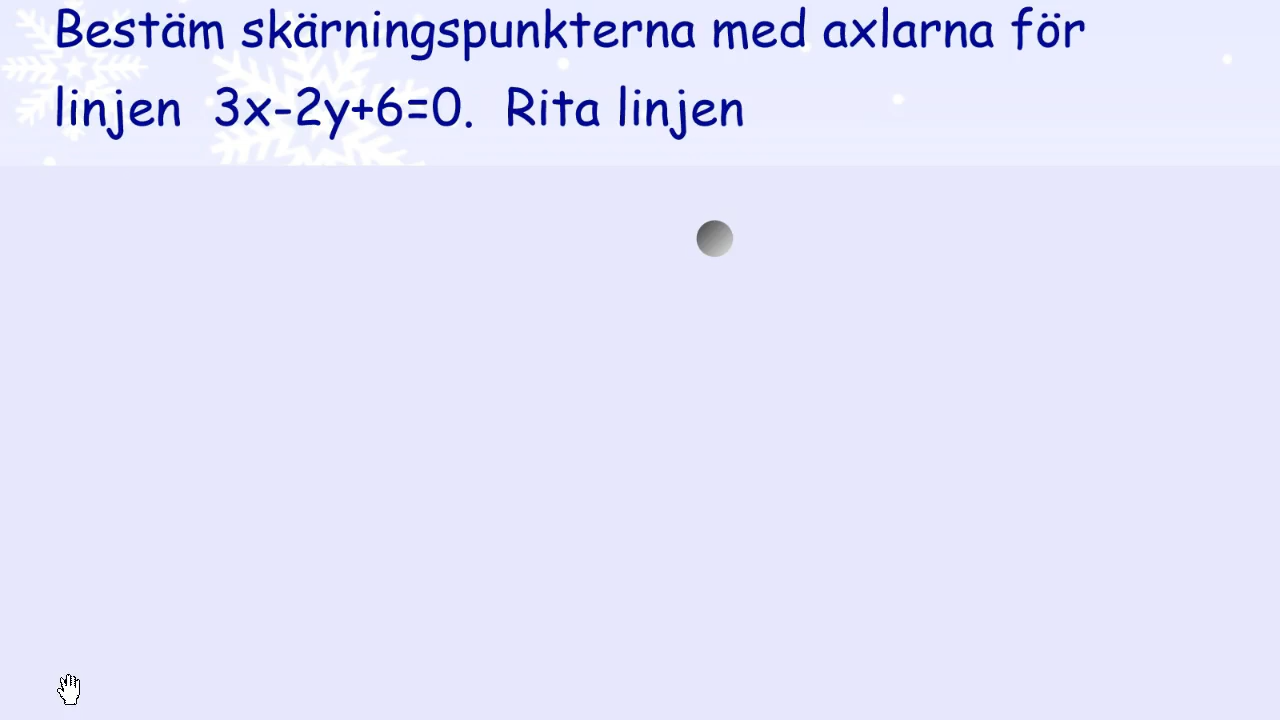 Bestäm skärningspunkterna med axlarna för
linjen 3x-2y+6=0. Rita linjen